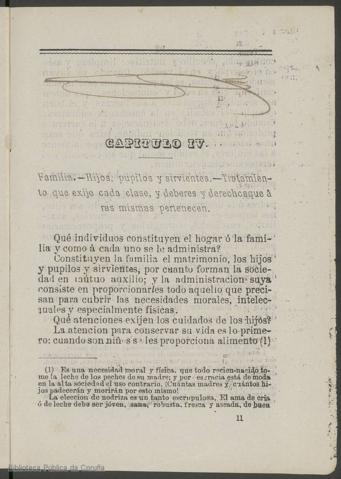 CAPITULO IV.
Familia.—Hijos, pupilos y sirvientes.—Tratamien-
to que exije cada clase, y deberes y derechos que á
las mismas pertenecen.
Qué individuos constituyen el hogar ó la fami-
lia y como á cada uno se le administra?
Constituyen la familia el matrimonio, los hijos
y pupilos y sirvientes, por cuanto forman la socie-
dad en mútuo auxilio; y la administracion suya
consiste en proporcionarles todo aquello que preci-
san para cubrir las necesidades morales, intelec-
tuales y especialmente físicas.
Qué atenciones exijen los cuidados de los hijos?
La atencion para conservar su vida es lo prime-
ro: cuando son niños se les proporciona alimento (1)
(1) Es una necesidad moral y física, que todo recien-nacido to-
me la leche de los peches de su madre; y por desgracia está de moda
en la alta sociedad el uso contrario. ¡Cuántas madres y cuántos hi-
jos padecerán y morirán por esto mismo!
La eleccion de nodriza es un tanto escrupulosa. El ama de cria
ó de leche debe ser jóven, sana, robusta, fresca y aseada, de buen
11
Biblioteca Pública da Coruña